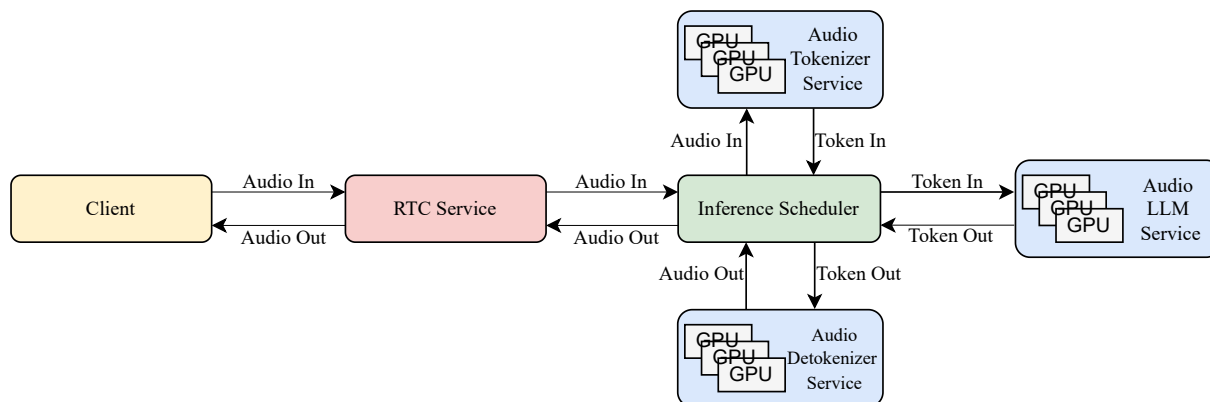 GPU
GPU
GPU
Audio
Tokenizer
Service
Audio In
Token In
Client
Audio In
Audio Out
RTC Service
Audio In
Audio Out
Inference Scheduler
Token In
Token Out
GPU
GPU
GPU
Audio
LLM
Service
Audio Out
Token Out
GPU
GPU
GPU
Audio
Detokenizer
Service